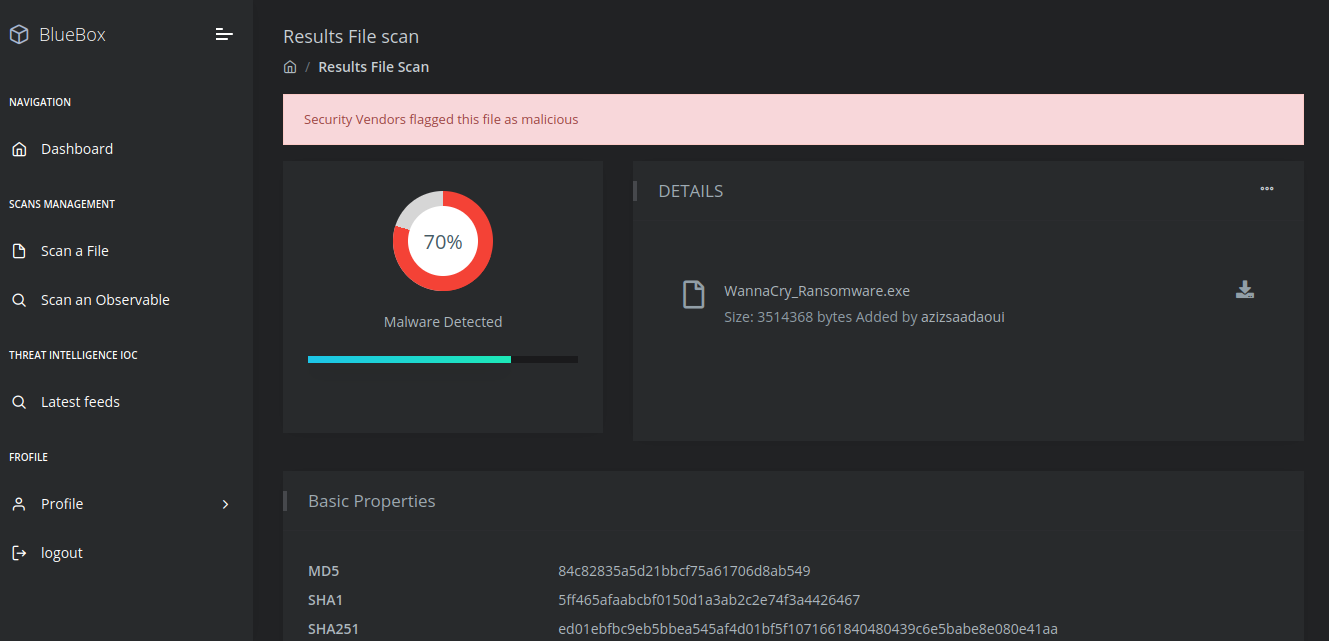 BlueBox
NAVIGATION
Dashboard
SCANS MANAGEMENT
Scan a File
Scan an Observable
THREAT INTELLIGENCE IOC
Latest feeds
FROFILE
Profile
logout
Results File scan
/ Results File Scan
Security Vendors flagged this file as malicious
70%
Malware Detected
DETAILS
WannaCry_Ransomware.exe
Size: 3514368 bytes Added by azizsaadaoui
Basic Properties
MD5 84c82835a5d21bbcf75a61706d8ab549
SHA1 5ff465afaabcbf0150d1a3ab2c2e74f3a4426467
SHA251 ed01ebfbc9eb5bbea545af4d01bf5f1071661840480439c6e5babe8e080e41aa